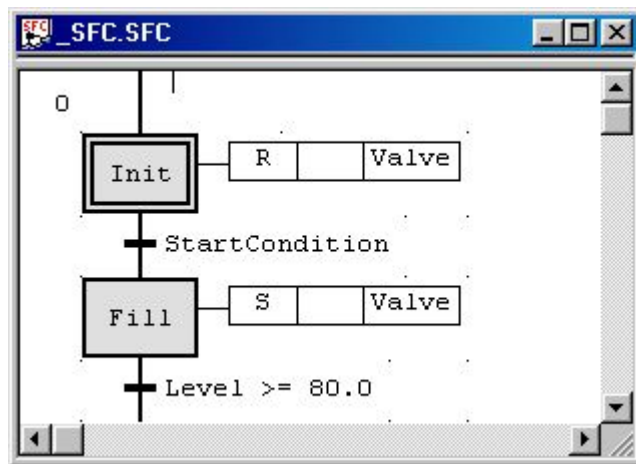 _SFC.SFC
0
Init R Valve
StartCondition
Fill S Valve
Level >= 80.0